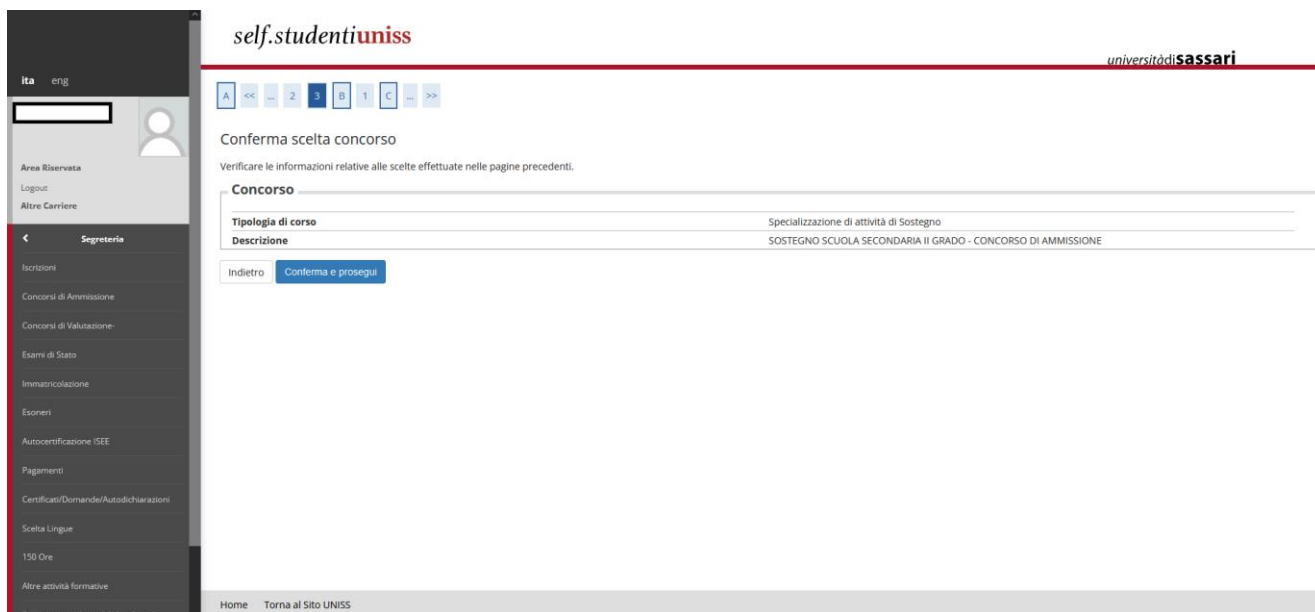 self.studentiuniss
universitàdisassari
ita eng
Area Riservata
Logout
Altre Carriere
Segreteria
Iscrizioni
Concorsi di Ammissione
Concorsi di Valutazione-
Esami di Stato
Immatricolazione
Esoneri
Autocertificazione ISEE
Pagamenti
Certificati/Domande/Autodichiarazioni
Scelta Lingue
150 Ore
Altre attività formative
A << ... 2 3 B 1 C ... >>
Conferma scelta concorso
Verificare le informazioni relative alle scelte effettuate nelle pagine precedenti.
Concorso
Tipologia di corso Specializzazione di attività di Sostegno
Descrizione SOSTEGNO SCUOLA SECONDARIA II GRADO - CONCORSO DI AMMISSIONE
Indietro Conferma e prosegui
Home Torna al Sito UNISS